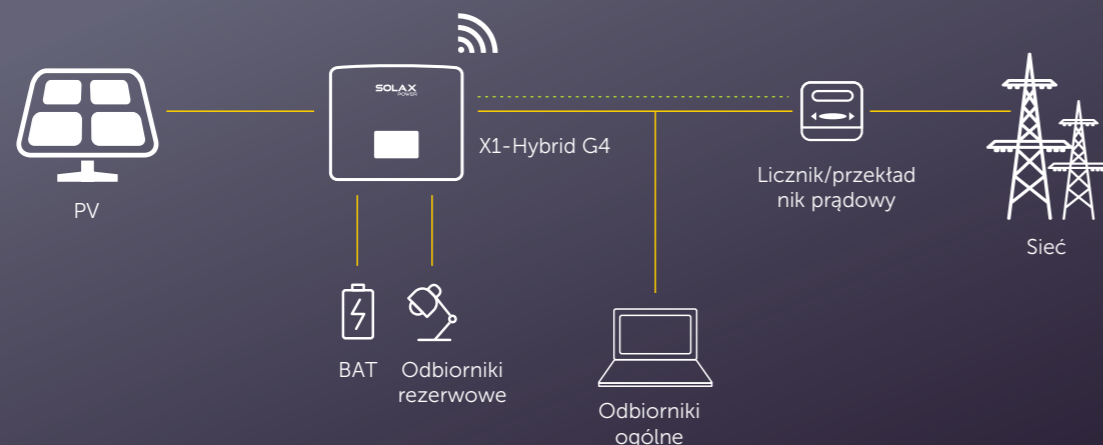 SOLAX
POWER
X1-Hybrid G4
PV
Licznik/przekład
nik prądowy
Sieć
BAT
Odbiorniki
rezerwowe
Odbiorniki
ogólne